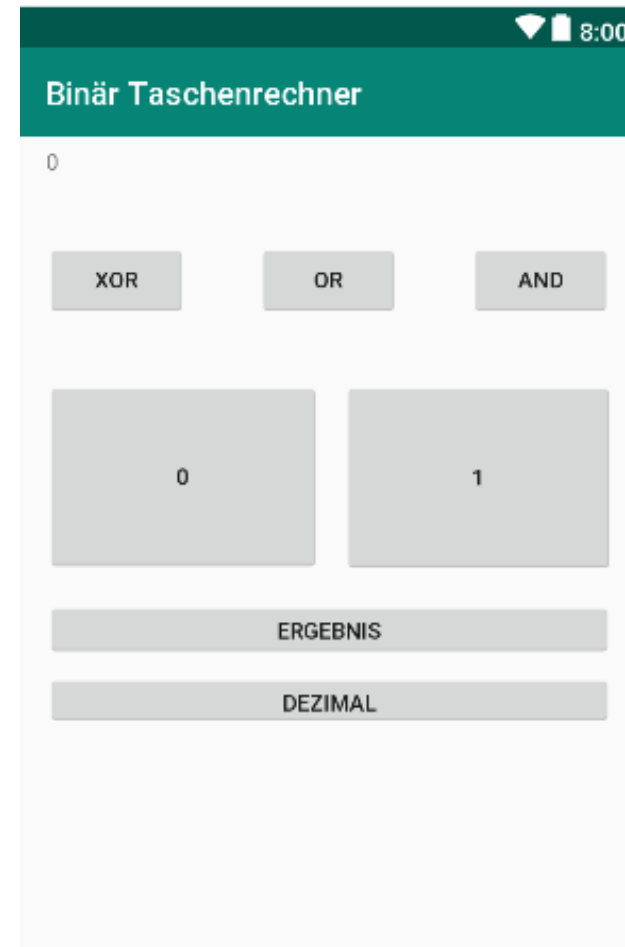 8:00
Binär Taschenrechner
0
XOR OR AND
0 1
ERGEBNIS
DEZIMAL